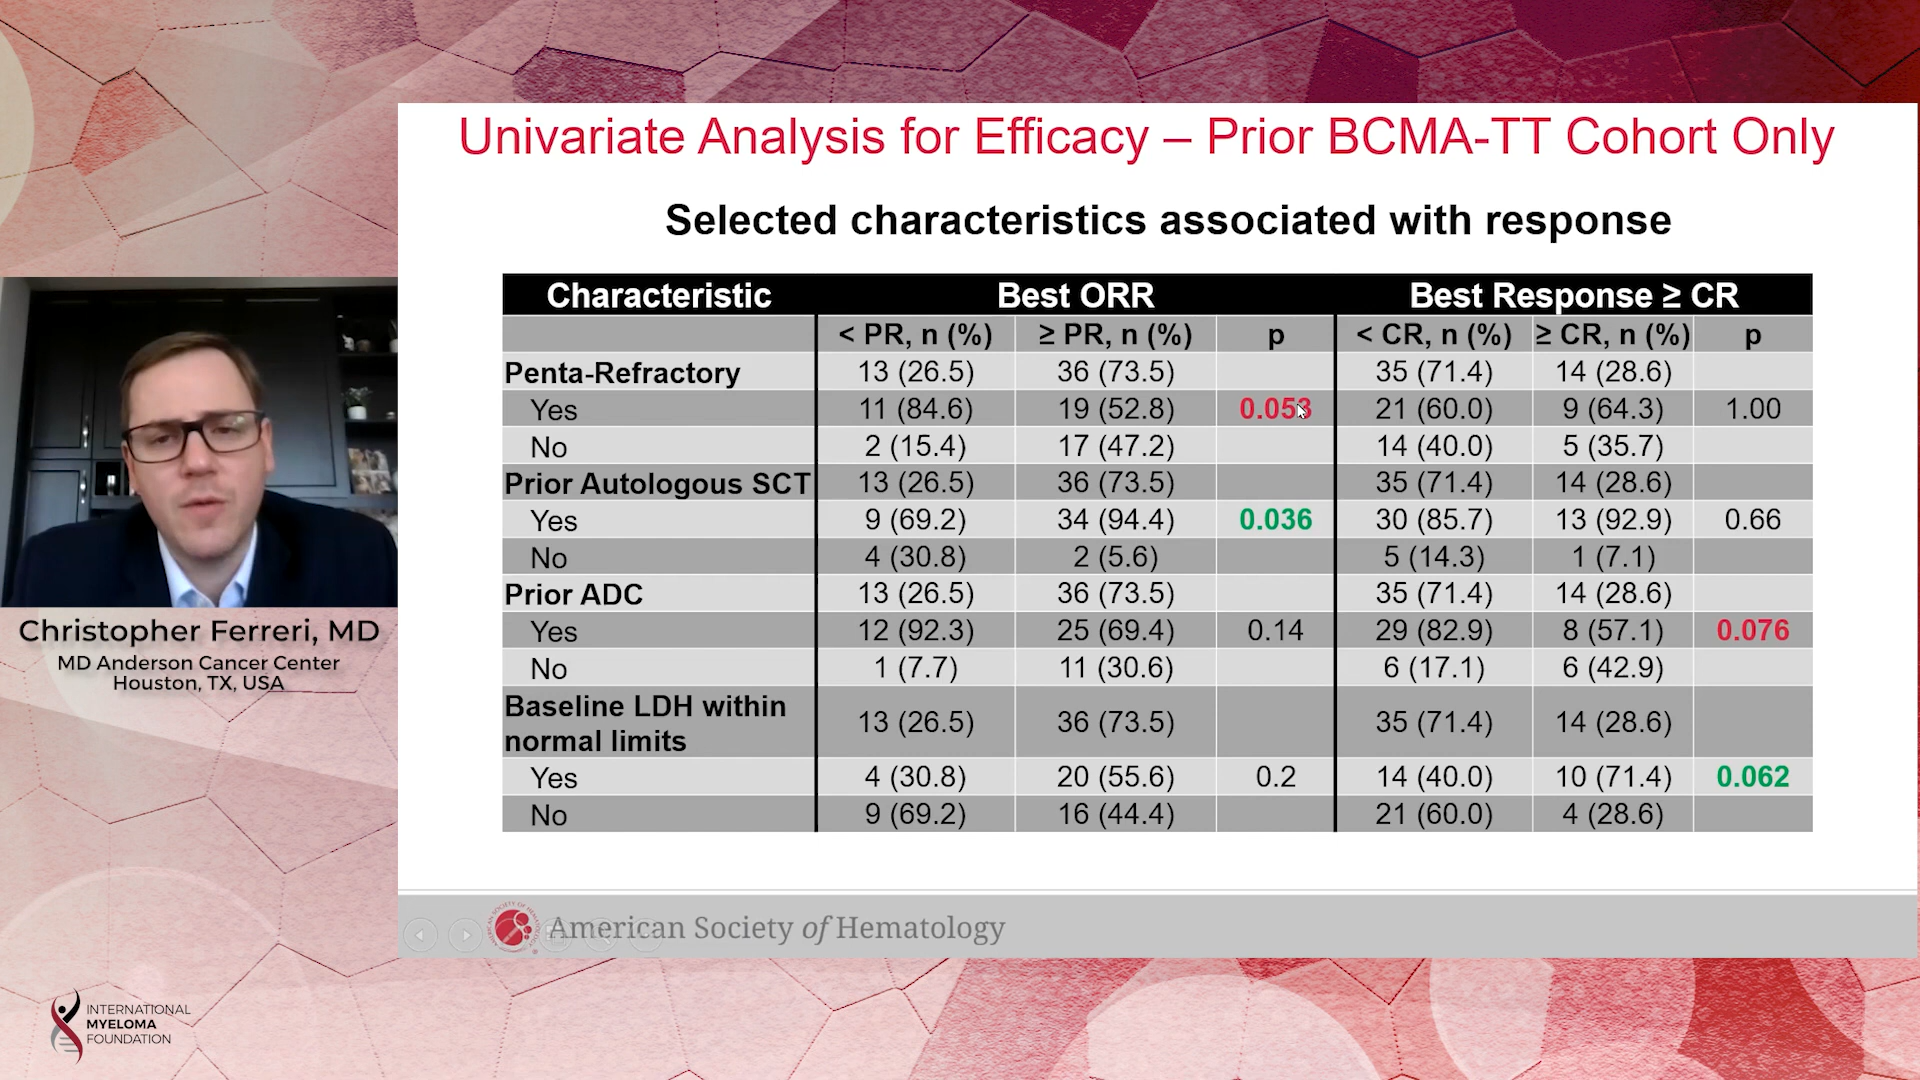 Univariate Analysis for Efficacy – Prior BCMA-TT Cohort Only
Selected characteristics associated with response
Characteristic Best ORR Best Response ≥ CR
< PR, n (%) ≥ PR, n (%) p < CR, n (%) ≥ CR, n (%) p
Penta-Refractory 13 (26.5) 36 (73.5) 35 (71.4) 14 (28.6)
Yes 11 (84.6) 19 (52.8) 0.053 21 (60.0) 9 (64.3) 1.00
No 2 (15.4) 17 (47.2) 14 (40.0) 5 (35.7)
Prior Autologous SCT 13 (26.5) 36 (73.5) 35 (71.4) 14 (28.6)
Yes 9 (69.2) 34 (94.4) 0.036 30 (85.7) 13 (92.9) 0.66
No 4 (30.8) 2 (5.6) 5 (14.3) 1 (7.1)
Prior ADC 13 (26.5) 36 (73.5) 35 (71.4) 14 (28.6)
Yes 12 (92.3) 25 (69.4) 0.14 29 (82.9) 8 (57.1) 0.076
No 1 (7.7) 11 (30.6) 6 (17.1) 6 (42.9)
Baseline LDH within
normal limits 13 (26.5) 36 (73.5) 35 (71.4) 14 (28.6)
Yes 4 (30.8) 20 (55.6) 0.2 14 (40.0) 10 (71.4) 0.062
No 9 (69.2) 16 (44.4) 21 (60.0) 4 (28.6)
American Society of Hematology
Christopher Ferreri, MD
MD Anderson Cancer Center
Houston, TX, USA
INTERNATIONAL
MYELOMA
FOUNDATION